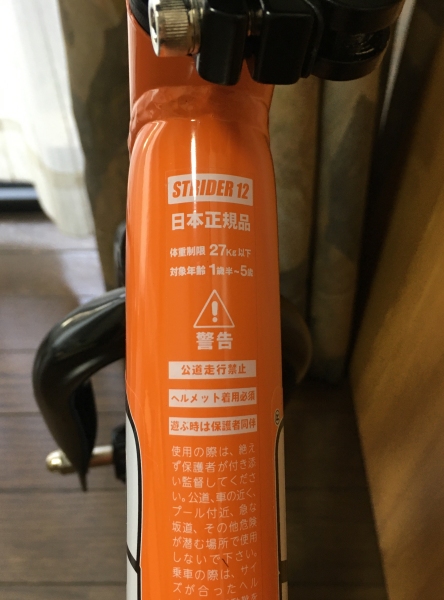 STRIDER 12
日本正規品
体重制限 27Kg以下
対象年齢 1歳半~5歳
警告
公道走行禁止
ヘルメット着用必須
遊ぶ時は保護者同伴
使用の際は、絶え
ず保護者が付き添
い監督してくださ
い。公道、車の近く、
プール付近、急な
坂道、その他危険
が潜む場所で使用
しないで下さい。
乗車の際は、サイ
ズが合ったヘル